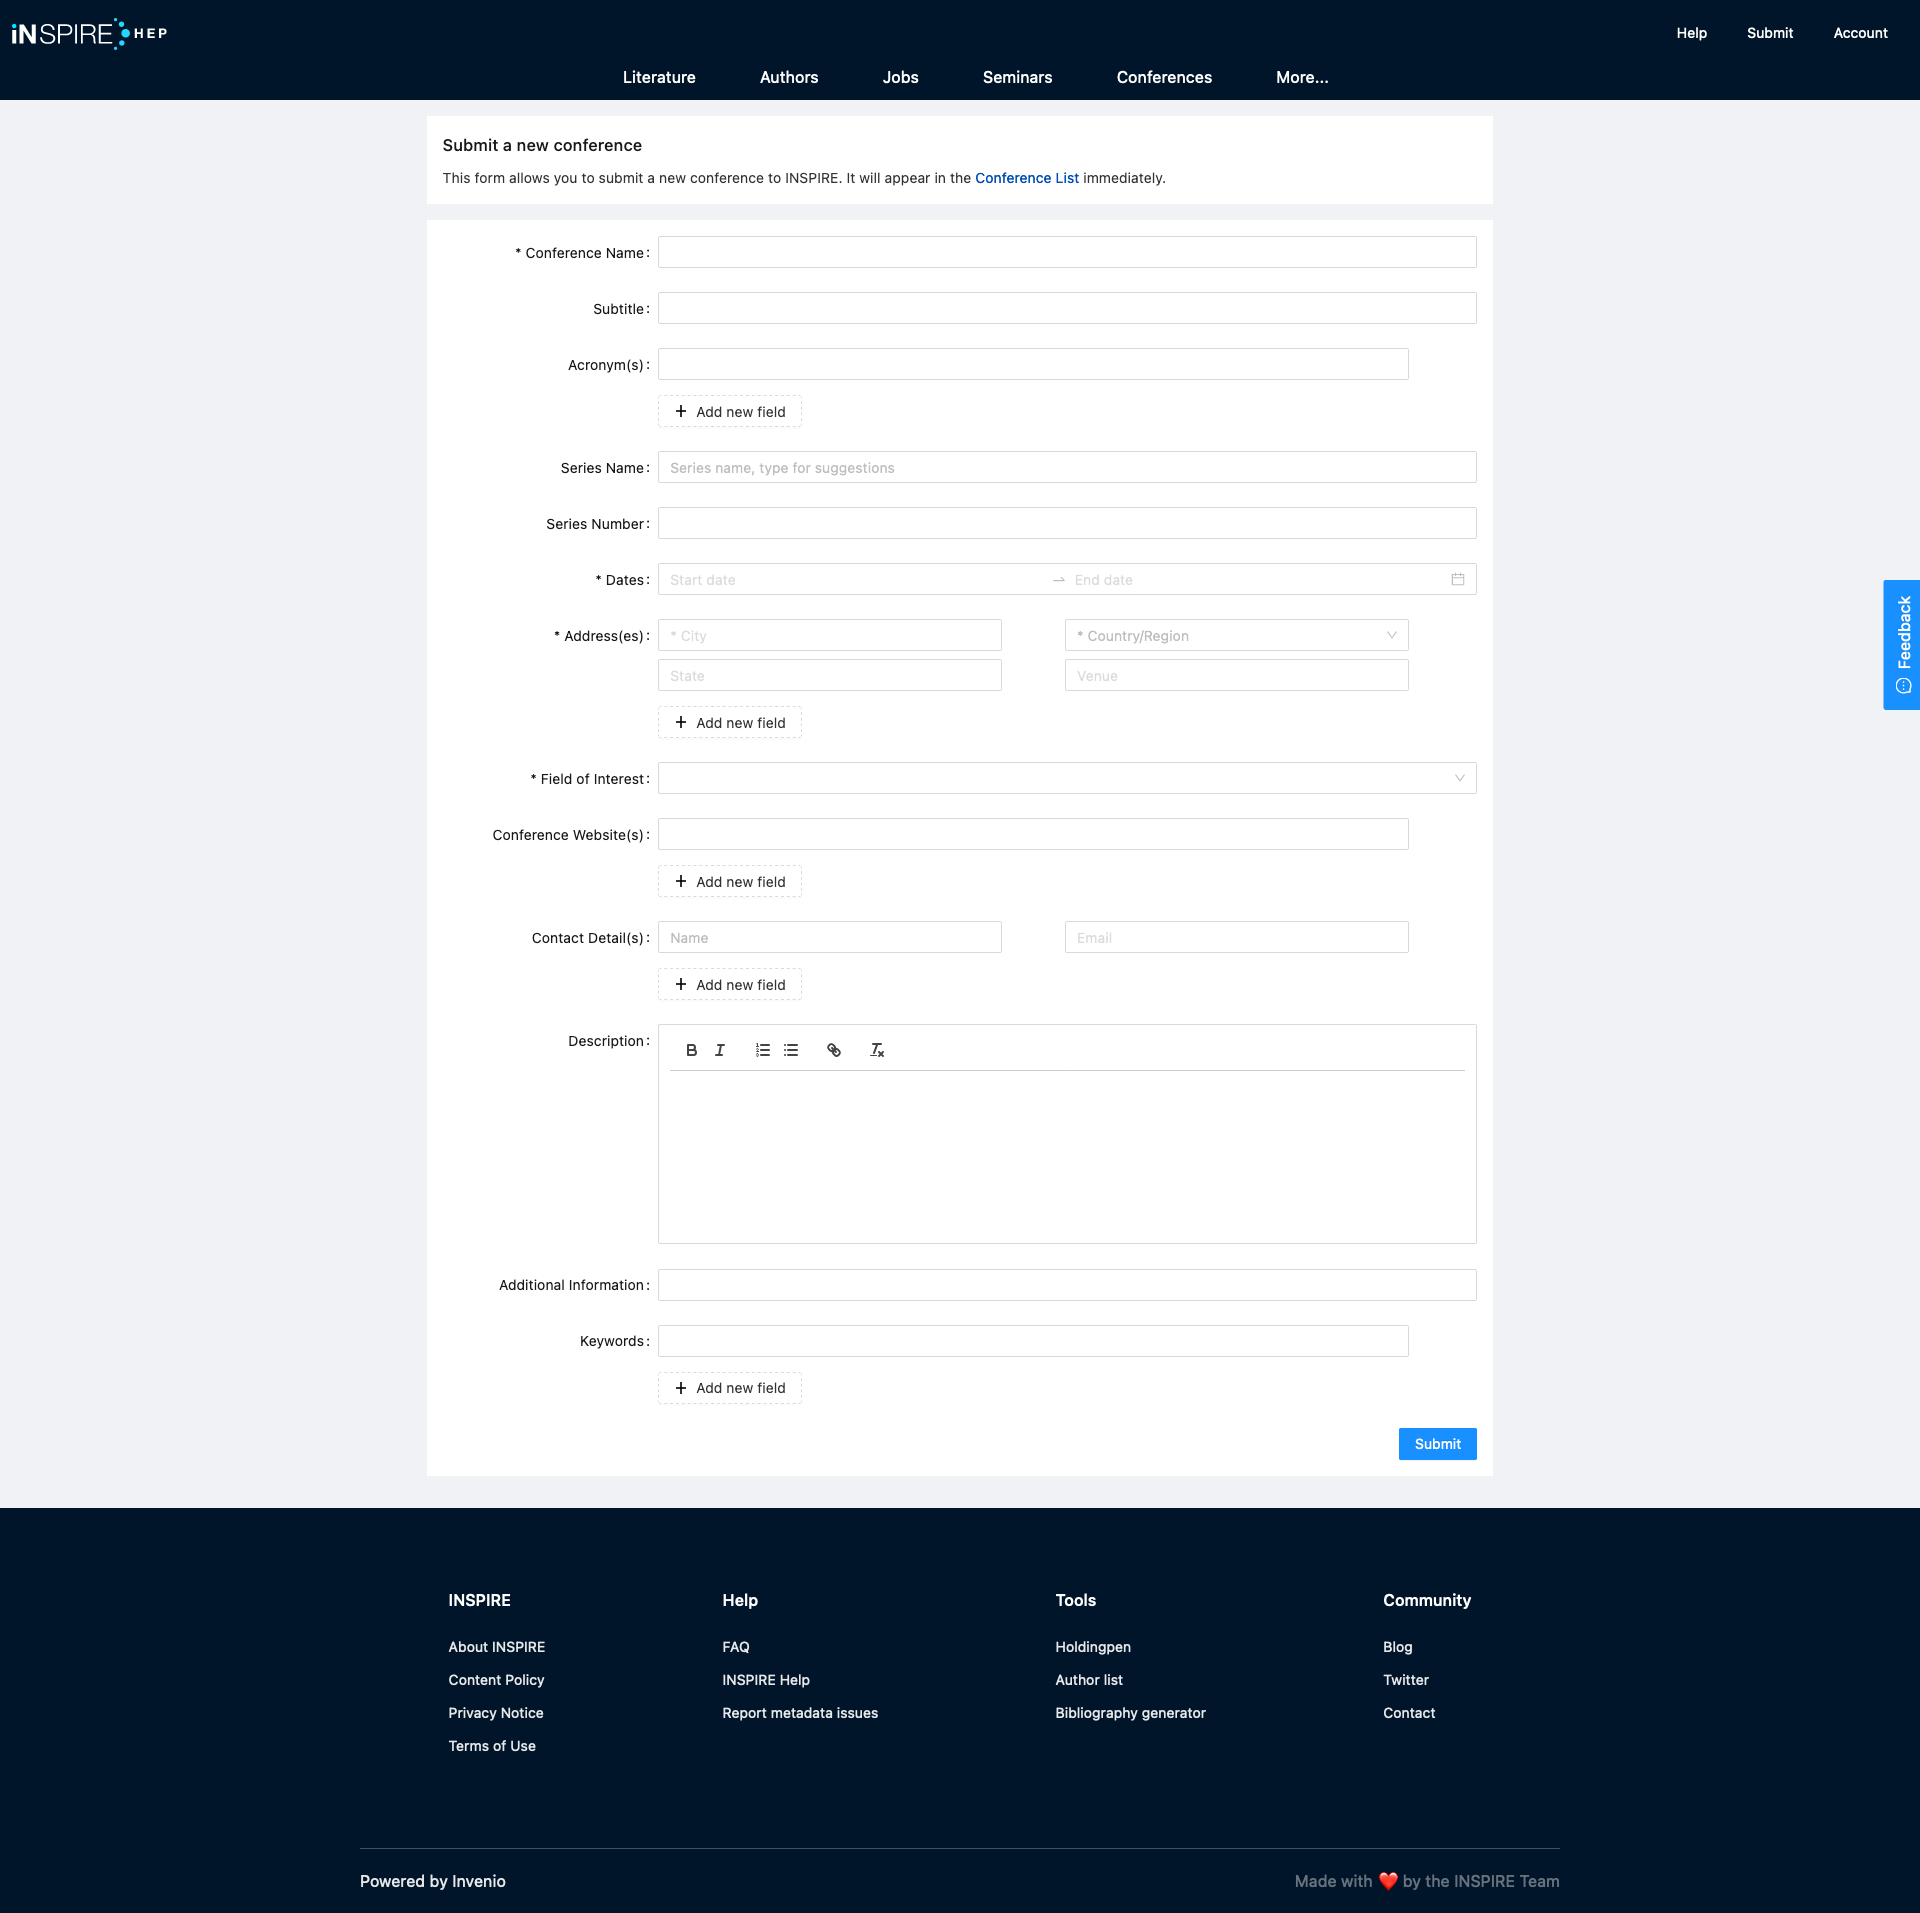 iNSPIRE HEP
Help Submit Account
Literature Authors Jobs Seminars Conferences More...
Submit a new conference
This form allows you to submit a new conference to INSPIRE. It will appear in the Conference List immediately.
* Conference Name:
Subtitle:
Acronym(s):
+ Add new field
Series Name: Series name, type for suggestions
Series Number:
* Dates: Start date → End date
* Address(es): * City * Country/Region
State Venue
+ Add new field
* Field of Interest:
Conference Website(s):
+ Add new field
Contact Detail(s): Name Email
+ Add new field
Description:
Additional Information:
Keywords:
+ Add new field
Submit
Feedback
INSPIRE
About INSPIRE
Content Policy
Privacy Notice
Terms of Use
Help
FAQ
INSPIRE Help
Report metadata issues
Tools
Holdingpen
Author list
Bibliography generator
Community
Blog
Twitter
Contact
Powered by Invenio
Made with ❤️ by the INSPIRE Team